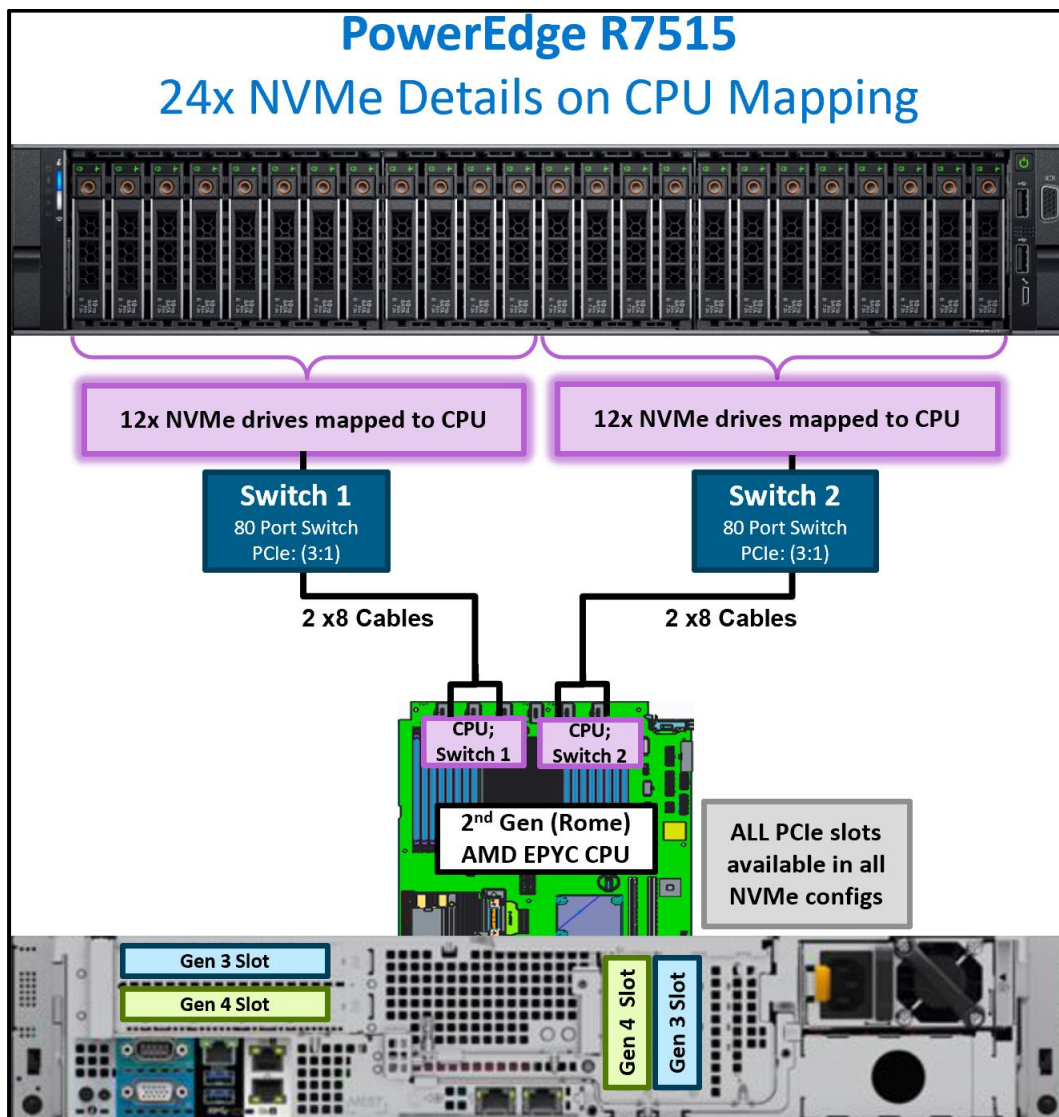 PowerEdge R7515
24x NVMe Details on CPU Mapping
12x NVMe drives mapped to CPU
12x NVMe drives mapped to CPU
Switch 1
80 Port Switch
PCIe: (3:1)
Switch 2
80 Port Switch
PCIe: (3:1)
2 x8 Cables
2 x8 Cables
CPU;
Switch 1
CPU;
Switch 2
2nd Gen (Rome)
AMD EPYC CPU
ALL PCIe slots
available in all
NVMe configs
Gen 3 Slot
Gen 4 Slot
Gen 4 Slot
Gen 3 Slot